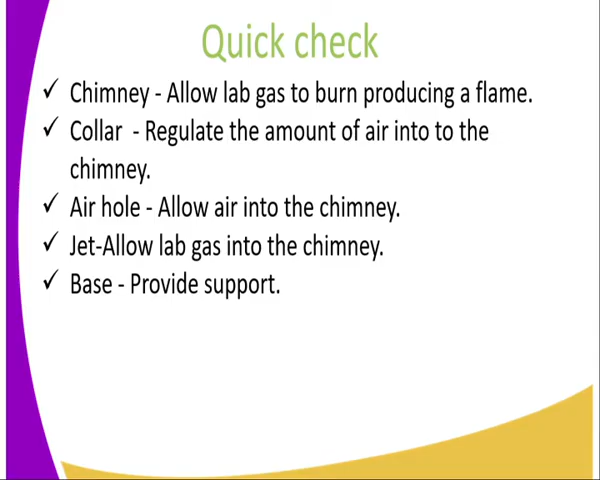 Quick check
✓ Chimney - Allow lab gas to burn producing a flame.
✓ Collar - Regulate the amount of air into to the
chimney.
✓ Air hole - Allow air into the chimney.
✓ Jet-Allow lab gas into the chimney.
✓ Base - Provide support.